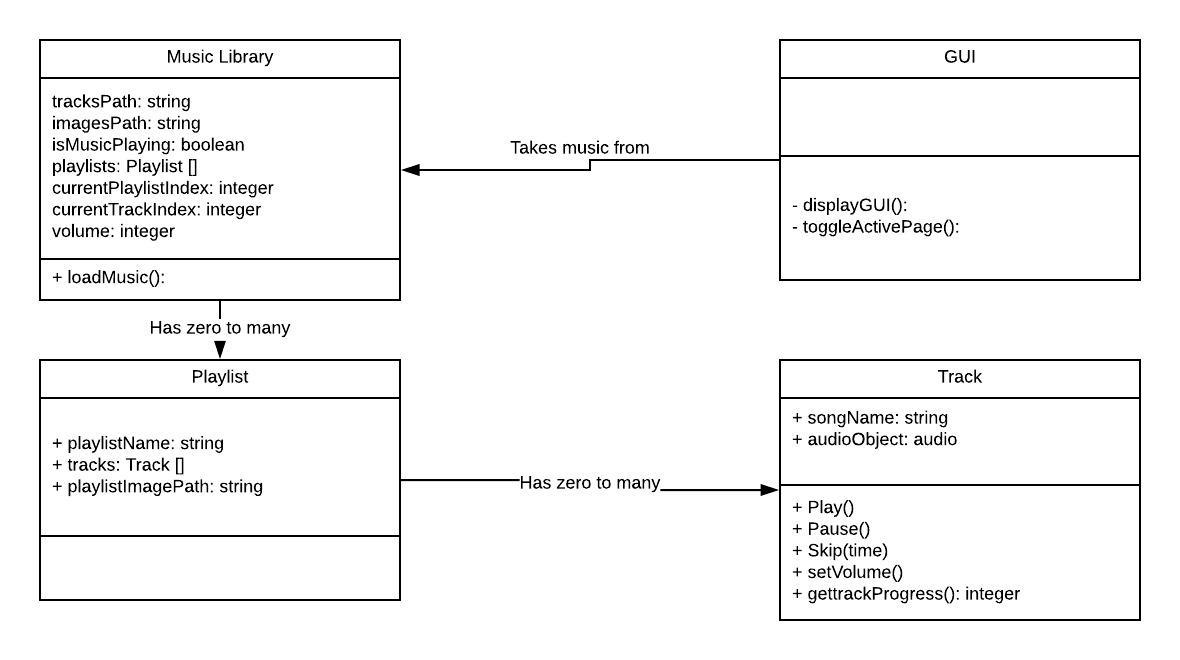 Music Library
tracksPath: string
imagesPath: string
isMusicPlaying: boolean
playlists: Playlist []
currentPlaylistIndex: integer
currentTrackIndex: integer
volume: integer
+ loadMusic():
Takes music from
GUI
- displayGUI():
- toggleActivePage():
Has zero to many
Playlist
+ playlistName: string
+ tracks: Track []
+ playlistImagePath: string
Has zero to many
Track
+ songName: string
+ audioObject: audio
+ Play()
+ Pause()
+ Skip(time)
+ setVolume()
+ gettrackProgress(): integer